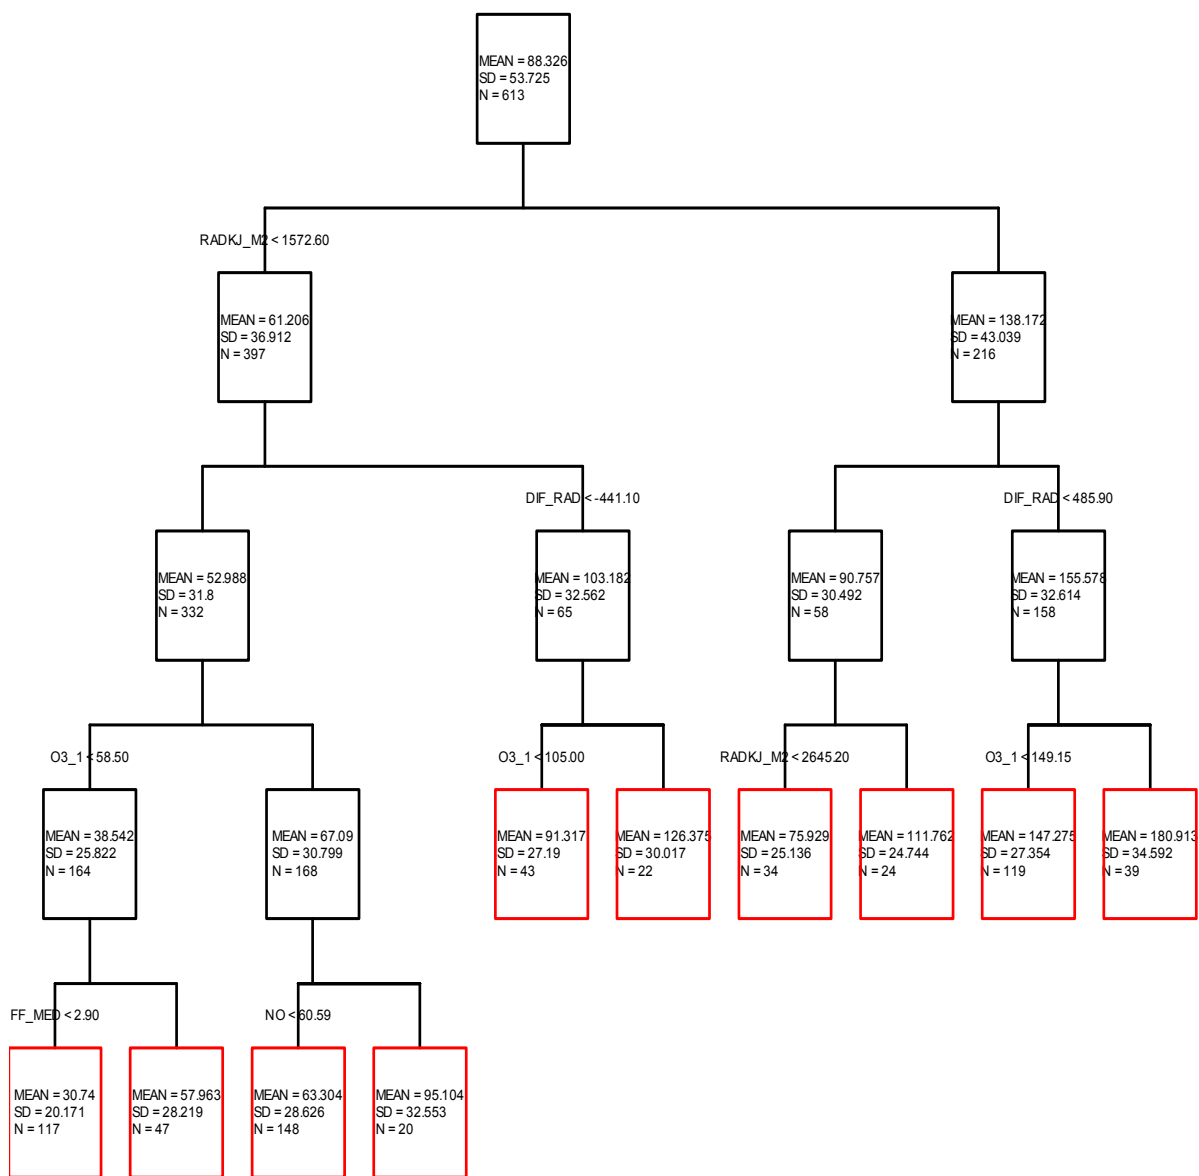 MEAN = 88.326
SD = 53.725
N = 613
RADKJ_M2 < 1572.60
MEAN = 61.206
SD = 36.912
N = 397
MEAN = 138.172
SD = 43.039
N = 216
DIF_RAD < -441.10
DIF_RAD < 485.90
MEAN = 52.988
SD = 31.8
N = 332
MEAN = 103.182
SD = 32.562
N = 65
MEAN = 90.757
SD = 30.492
N = 58
MEAN = 155.578
SD = 32.614
N = 158
O3_1 < 58.50
O3_1 < 105.00
RADKJ_M2 < 2645.20
O3_1 < 149.15
MEAN = 38.542
SD = 25.822
N = 164
MEAN = 67.09
SD = 30.799
N = 168
MEAN = 91.317
SD = 27.19
N = 43
MEAN = 126.375
SD = 30.017
N = 22
MEAN = 75.929
SD = 25.136
N = 34
MEAN = 111.762
SD = 24.744
N = 24
MEAN = 147.275
SD = 27.354
N = 119
MEAN = 180.913
SD = 34.592
N = 39
FF_MED < 2.90
NO < 60.59
MEAN = 30.74
SD = 20.171
N = 117
MEAN = 57.963
SD = 28.219
N = 47
MEAN = 63.304
SD = 28.626
N = 148
MEAN = 95.104
SD = 32.553
N = 20